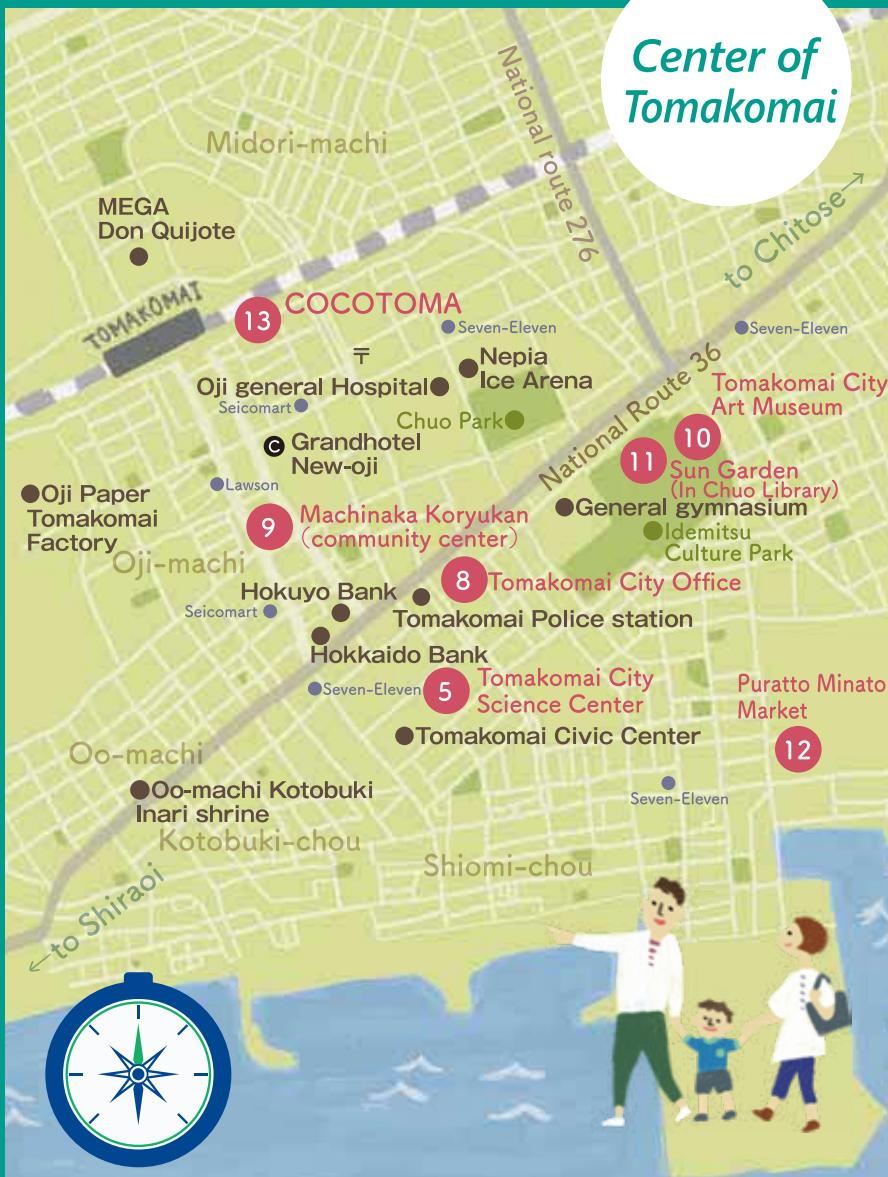 Center of
Tomakomai
National route 276
Midori-machi
to Chitose
MEGA
Don Quijote
TOMAKOMAI
13
COCOTOMA
〒
Seven-Eleven
Seven-Eleven
Nepia
Ice Arena
Oji general Hospital
Seicomart
National Route 36
Tomakomai City
Art Museum
10
Chuo Park
C
Grandhotel
New-oji
11
Sun Garden
(In Chuo Library)
Lawson
Oji Paper
Tomakomai
Factory
9
Machinaka Koryukan
(community center)
General gymnasium
Idemitsu
Culture Park
Oji-machi
8
Tomakomai City Office
Hokuyo Bank
Seicomart
Tomakomai Police station
Hokkaido Bank
Seven-Eleven
5
Tomakomai City
Science Center
Puratto Minato
Market
12
Tomakomai Civic Center
Oo-machi
Oo-machi Kotobuki
Inari shrine
Seven-Eleven
Kotobuki-chou
Shiomi-chou
to Shiraoi